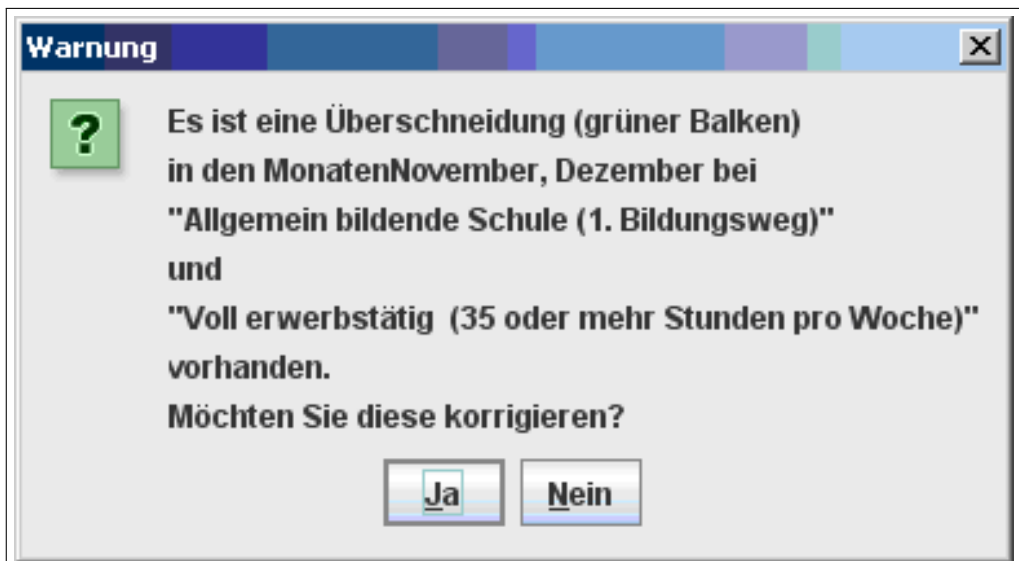 Warnung
Es ist eine Überschneidung (grüner Balken)
in den MonatenNovember, Dezember bei
"Allgemein bildende Schule (1. Bildungsweg)"
und
"Voll erwerbstätig  (35 oder mehr Stunden pro Woche)"
vorhanden.
Möchten Sie diese korrigieren?
Ja Nein